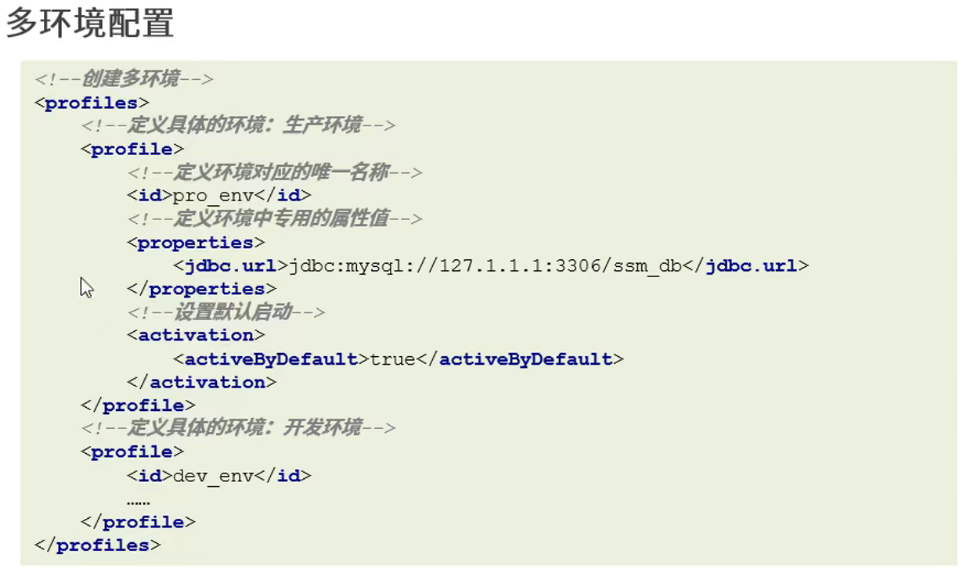 多环境配置
<!--创建多环境-->
<profiles>
<!--定义具体的环境：生产环境-->
<profile>
<!--定义环境对应的唯一名称-->
<id>pro_env</id>
<!--定义环境中专用的属性值-->
<properties>
<jdbc.url>jdbc:mysql://127.1.1.1:3306/ssm_db</jdbc.url>
</properties>
<!--设置默认启动-->
<activation>
<activeByDefault>true</activeByDefault>
</activation>
</profile>
<!--定义具体的环境：开发环境-->
<profile>
<id>dev_env</id>
……
</profile>
</profiles>